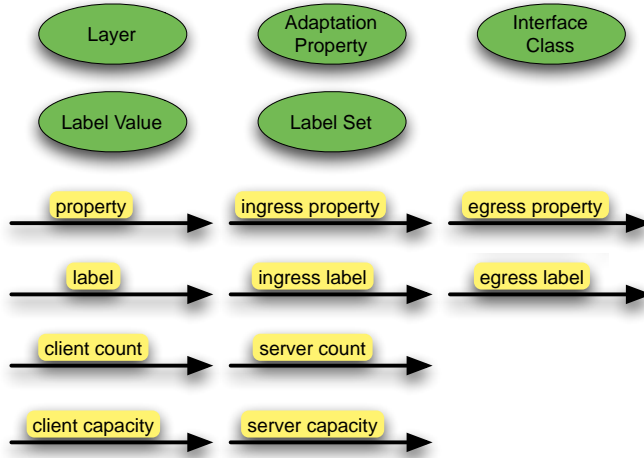 Layer
Adaptation
Property
Interface
Class
Label Value
Label Set
property
ingress property
egress property
label
ingress label
egress label
client count
server count
client capacity
server capacity